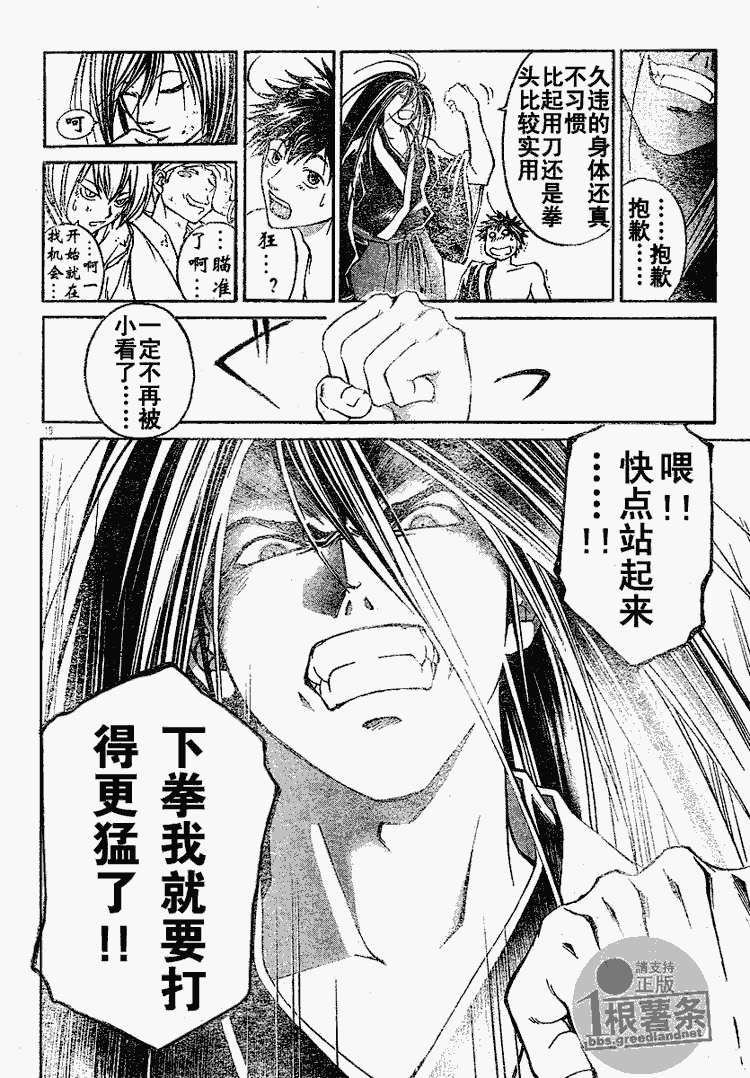 ……抱歉
抱歉……
久违的身体还真
不习惯
比起用刀还是拳
头比较实用
狂…?
呵
…瞄准
了啊…
…啊一
开始就在
找机会…
一定不再被
小看了……
19
喂!!
快点站起来
……!!
下拳我就要打
得更猛了!!
請支持
正版
1根薯条
bbs.greedland.net